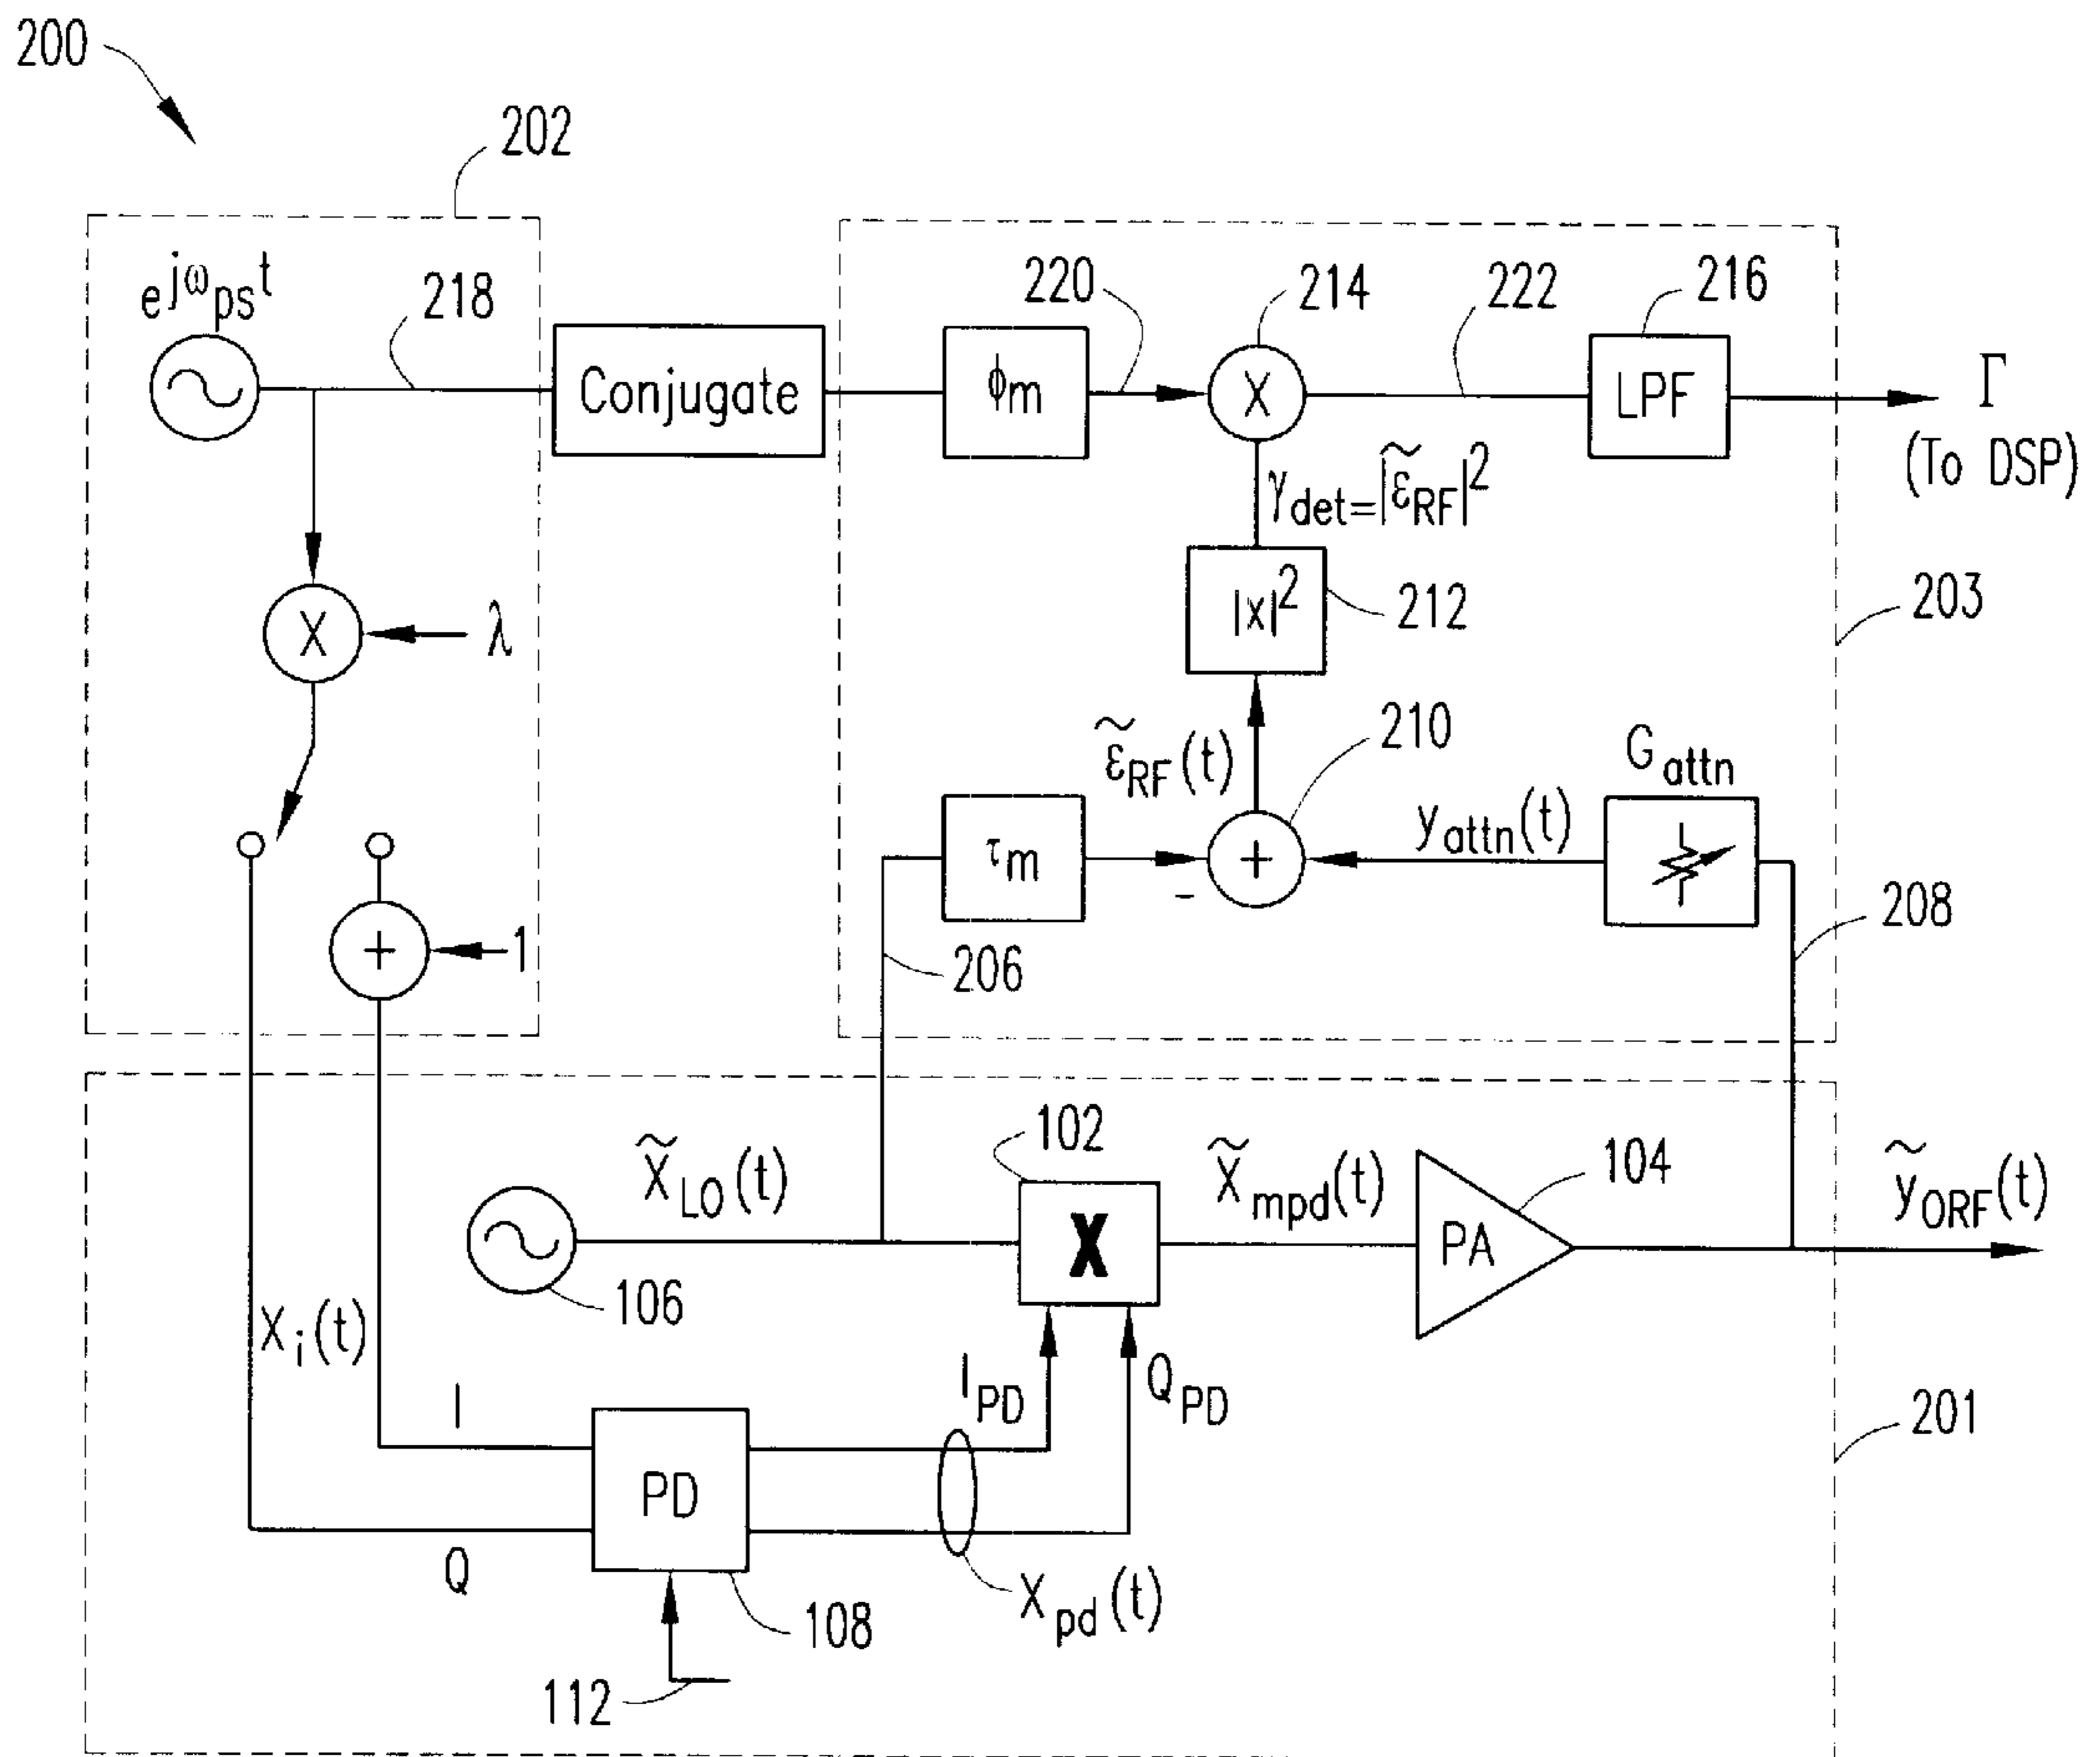 200
202
e^jω_ps t
218
220
214
222
216
Conjugate
ϕ_m
X
LPF
Γ
(To DSP)
γ_det=|ε̃_RF|^2
|x|^2
212
203
X
λ
ε̃_RF(t)
210
G_attn
τ_m
-
+
y_attn(t)
208
+
1
206
102
X̃_LO(t)
X̃_mpd(t)
104
ỹ_ORF(t)
X
PA
106
X_i(t)
I_PD
Q_PD
201
I
PD
Q
X_pd(t)
108
112